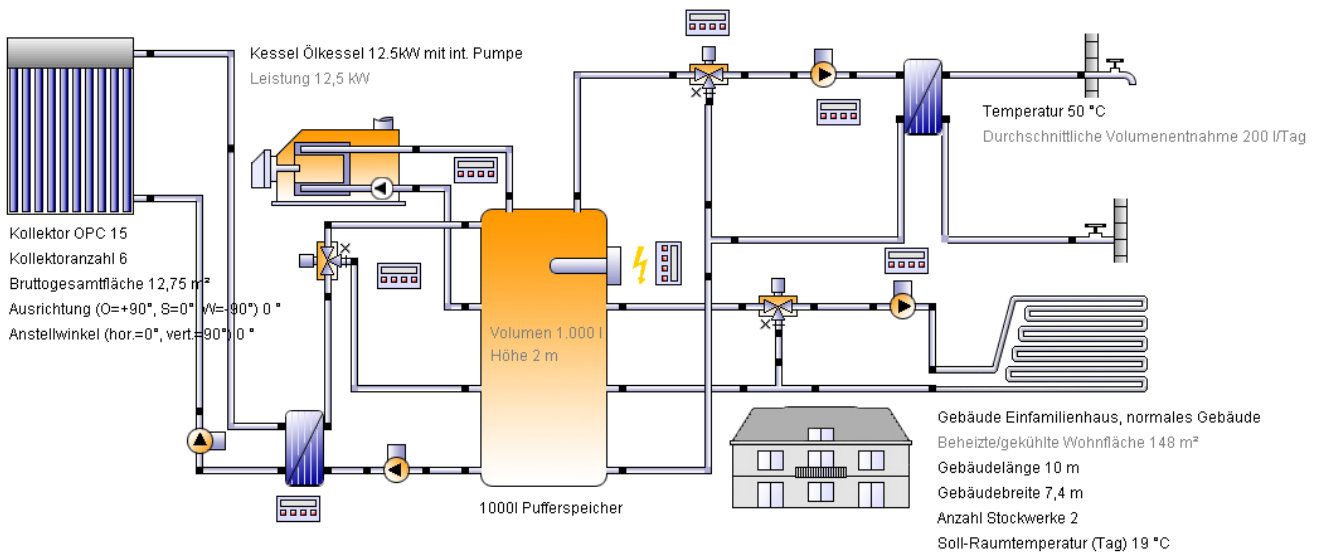 Kessel Ölkessel 12.5kW mit int. Pumpe
Leistung 12,5 kW
Temperatur 50 °C
Durchschnittliche Volumenentnahme 200 l/Tag
Kollektor OPC 15
Kollektoranzahl 6
Bruttogesamtfläche 12,75 m²
Ausrichtung (O=+90°, S=0°, W=-90°) 0 °
Anstellwinkel (hor.=0°, vert.=90°) 0 °
Volumen 1.000 l
Höhe 2 m
1000l Pufferspeicher
Gebäude Einfamilienhaus, normales Gebäude
Beheizte/gekühlte Wohnfläche 148 m²
Gebäudelänge 10 m
Gebäudebreite 7,4 m
Anzahl Stockwerke 2
Soll-Raumtemperatur (Tag) 19 °C